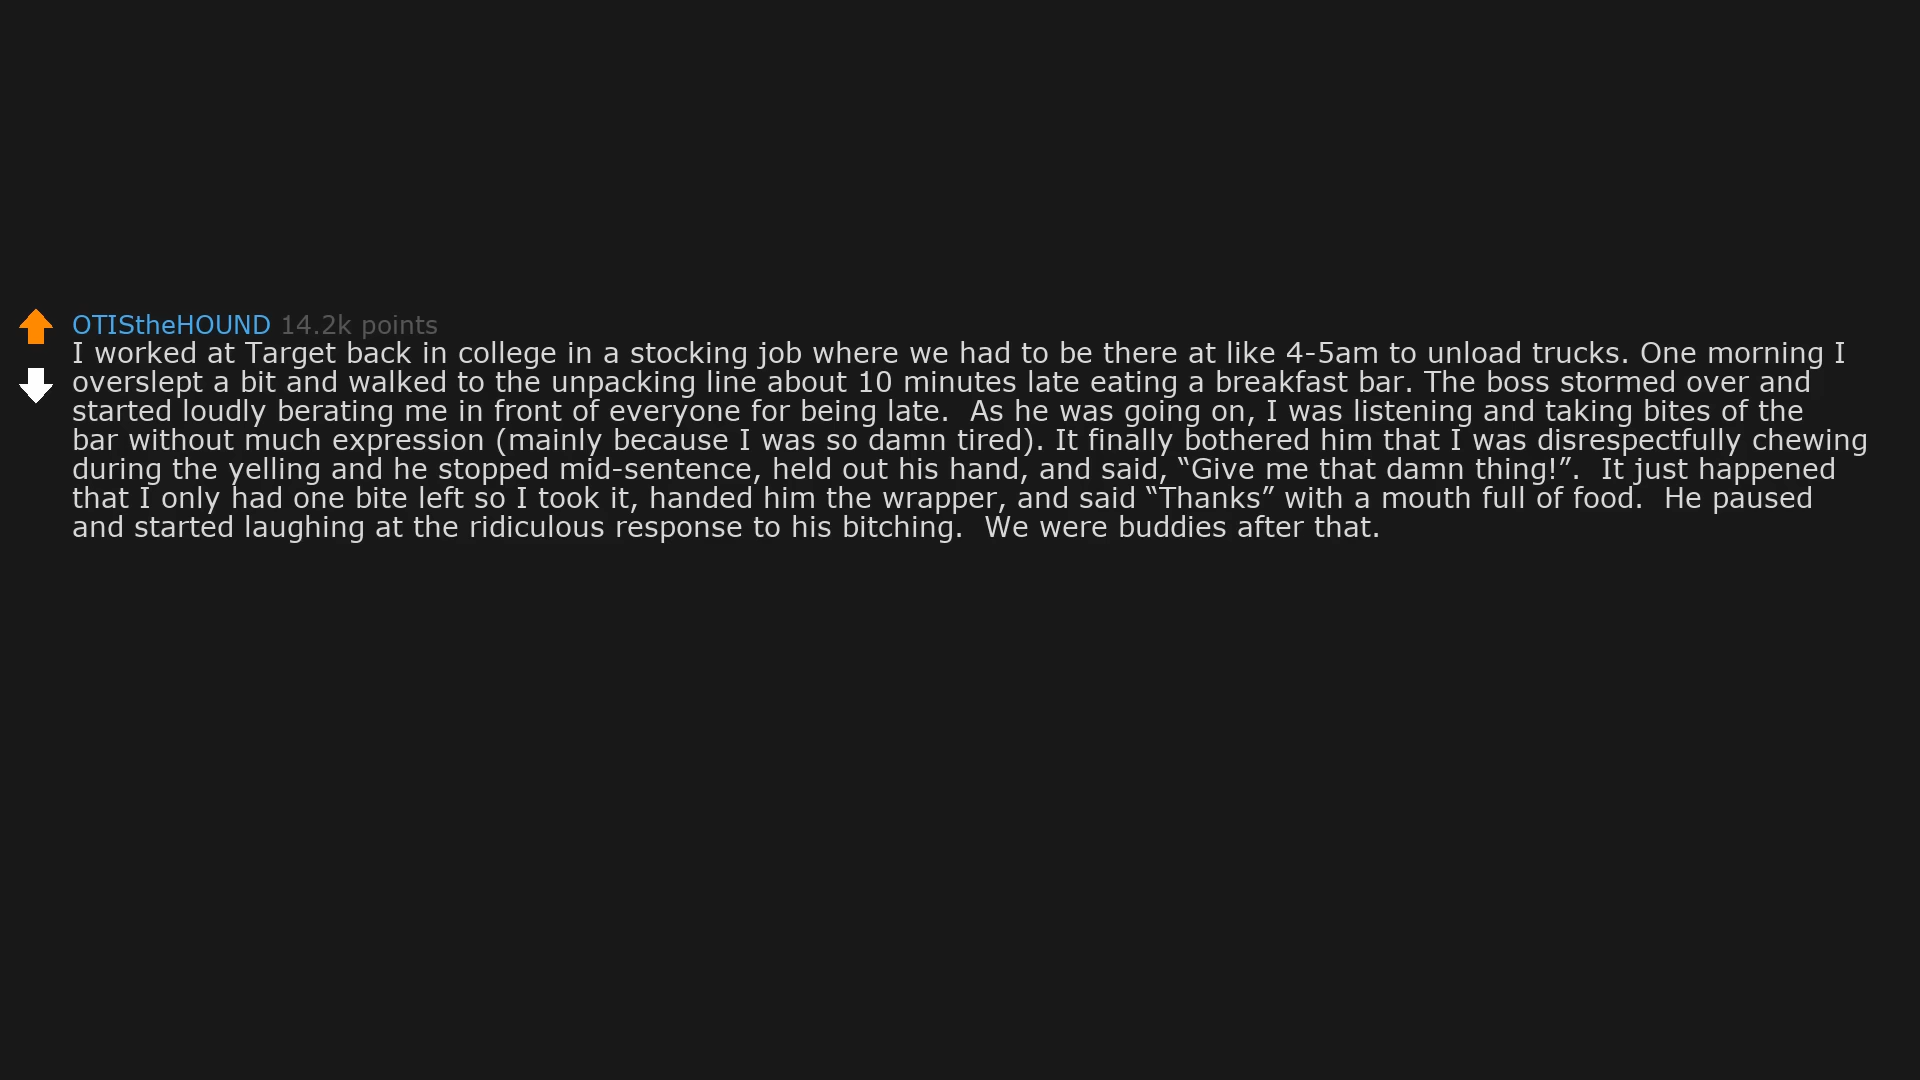 OTIStheHOUND 14.2k points
I worked at Target back in college in a stocking job where we had to be there at like 4-5am to unload trucks. One morning I
overslept a bit and walked to the unpacking line about 10 minutes late eating a breakfast bar. The boss stormed over and
started loudly berating me in front of everyone for being late.  As he was going on, I was listening and taking bites of the
bar without much expression (mainly because I was so damn tired). It finally bothered him that I was disrespectfully chewing
during the yelling and he stopped mid-sentence, held out his hand, and said, “Give me that damn thing!”.  It just happened
that I only had one bite left so I took it, handed him the wrapper, and said “Thanks” with a mouth full of food.  He paused
and started laughing at the ridiculous response to his bitching.  We were buddies after that.